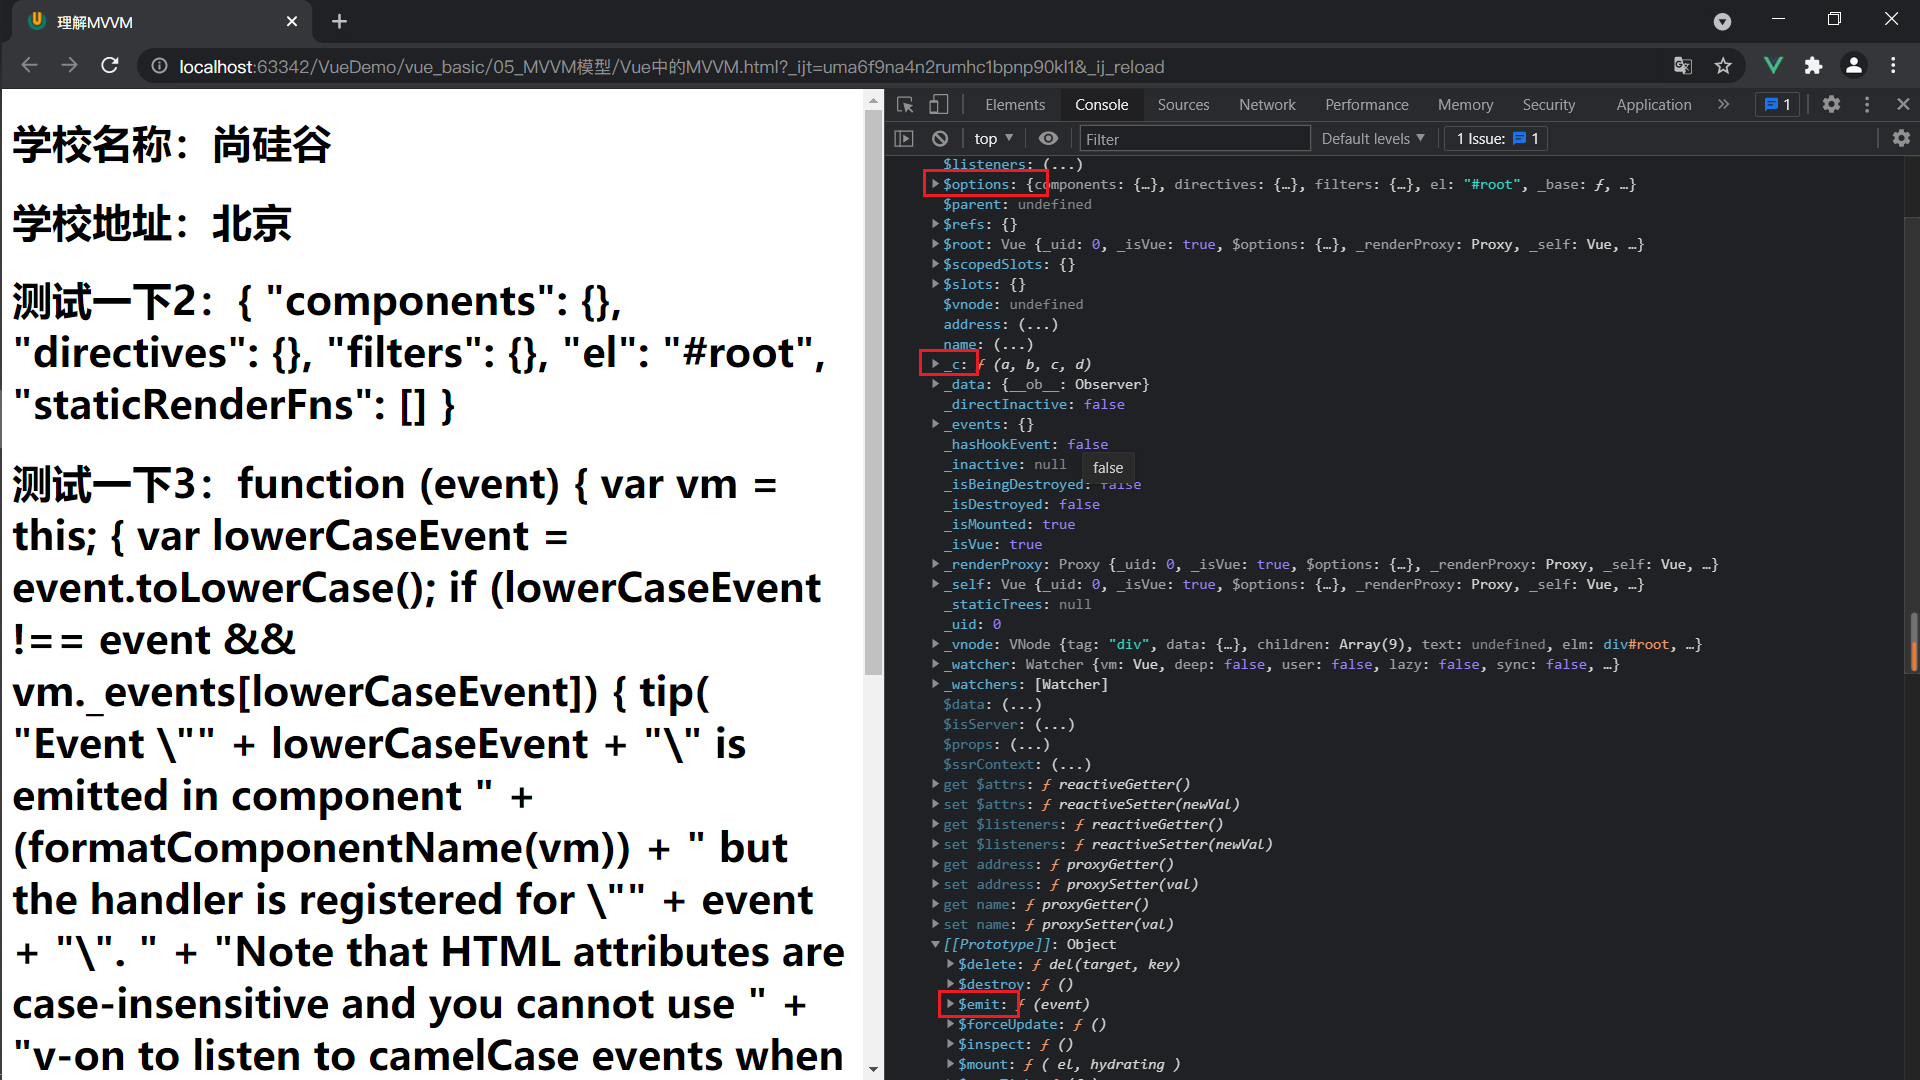 理解MVVM
localhost:63342/VueDemo/vue_basic/05_MVVM模型/Vue中的MVVM.html?_ijt=uma6f9na4n2rumhc1bpnp90kl1&_ij_reload
学校名称：尚硅谷
学校地址：北京
测试一下2：{ "components": {},
"directives": {}, "filters": {}, "el": "#root",
"staticRenderFns": [] }
测试一下3：function (event) { var vm =
this; { var lowerCaseEvent =
event.toLowerCase(); if (lowerCaseEvent
!== event &&
vm._events[lowerCaseEvent]) { tip(
"Event \"" + lowerCaseEvent + "\" is
emitted in component " +
(formatComponentName(vm)) + " but
the handler is registered for \"" + event
+ "\". " + "Note that HTML attributes are
case-insensitive and you cannot use " +
"v-on to listen to camelCase events when
Elements Console Sources Network Performance Memory Security Application » 1
top Filter Default levels 1 Issue: 1
$listeners: (...)
$options: {components: {…}, directives: {…}, filters: {…}, el: "#root", _base: ƒ, …}
$parent: undefined
$refs: {}
$root: Vue {_uid: 0, _isVue: true, $options: {…}, _renderProxy: Proxy, _self: Vue, …}
$scopedSlots: {}
$slots: {}
$vnode: undefined
address: (...)
name: (...)
_c: ƒ (a, b, c, d)
_data: {__ob__: Observer}
_directInactive: false
_events: {}
_hasHookEvent: false
_inactive: null
false
_isBeingDestroyed: false
_isDestroyed: false
_isMounted: true
_isVue: true
_renderProxy: Proxy {_uid: 0, _isVue: true, $options: {…}, _renderProxy: Proxy, _self: Vue, …}
_self: Vue {_uid: 0, _isVue: true, $options: {…}, _renderProxy: Proxy, _self: Vue, …}
_staticTrees: null
_uid: 0
_vnode: VNode {tag: "div", data: {…}, children: Array(9), text: undefined, elm: div#root, …}
_watcher: Watcher {vm: Vue, deep: false, user: false, lazy: false, sync: false, …}
_watchers: [Watcher]
$data: (...)
$isServer: (...)
$props: (...)
$ssrContext: (...)
get $attrs: ƒ reactiveGetter()
set $attrs: ƒ reactiveSetter(newVal)
get $listeners: ƒ reactiveGetter()
set $listeners: ƒ reactiveSetter(newVal)
get address: ƒ proxyGetter()
set address: ƒ proxySetter(val)
get name: ƒ proxyGetter()
set name: ƒ proxySetter(val)
[[Prototype]]: Object
$delete: ƒ del(target, key)
$destroy: ƒ ()
$emit: ƒ (event)
$forceUpdate: ƒ ()
$inspect: ƒ ()
$mount: ƒ ( el, hydrating )